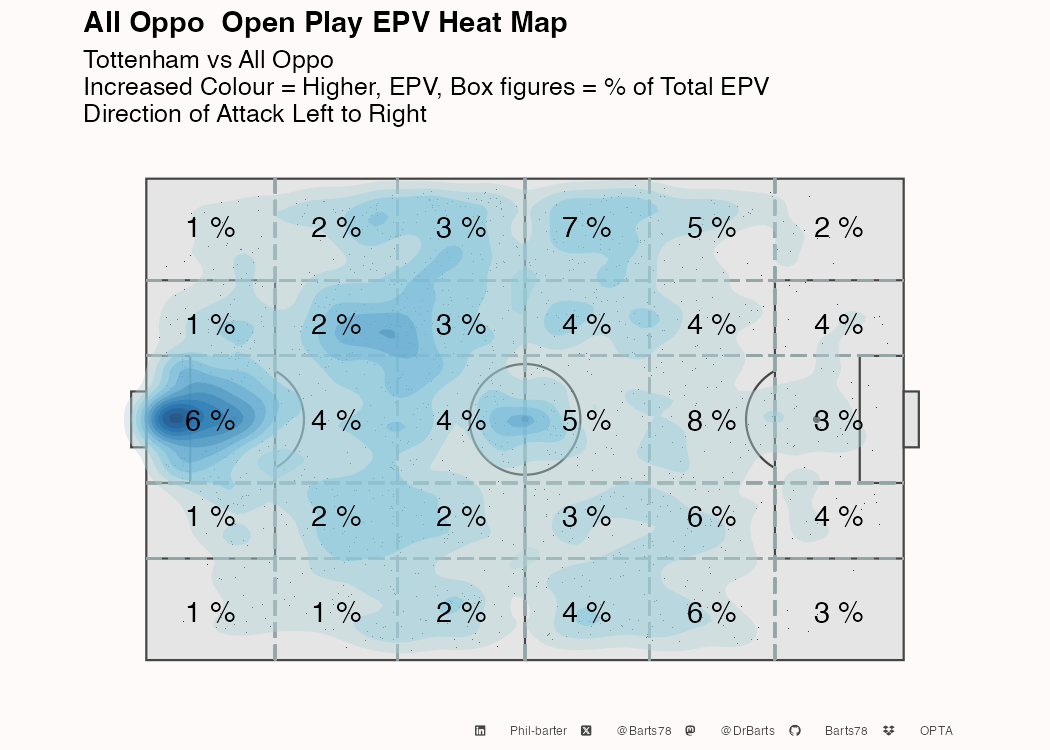 All Oppo  Open Play EPV Heat Map
Tottenham vs All Oppo
Increased Colour = Higher, EPV, Box figures = % of Total EPV
Direction of Attack Left to Right
1 % 2 % 3 % 7 % 5 % 2 %
1 % 2 % 3 % 4 % 4 % 4 %
6 % 4 % 4 % 5 % 8 % 3 %
1 % 2 % 2 % 3 % 6 % 4 %
1 % 1 % 2 % 4 % 6 % 3 %
Phil-barter @Barts78 @DrBarts Barts78 OPTA